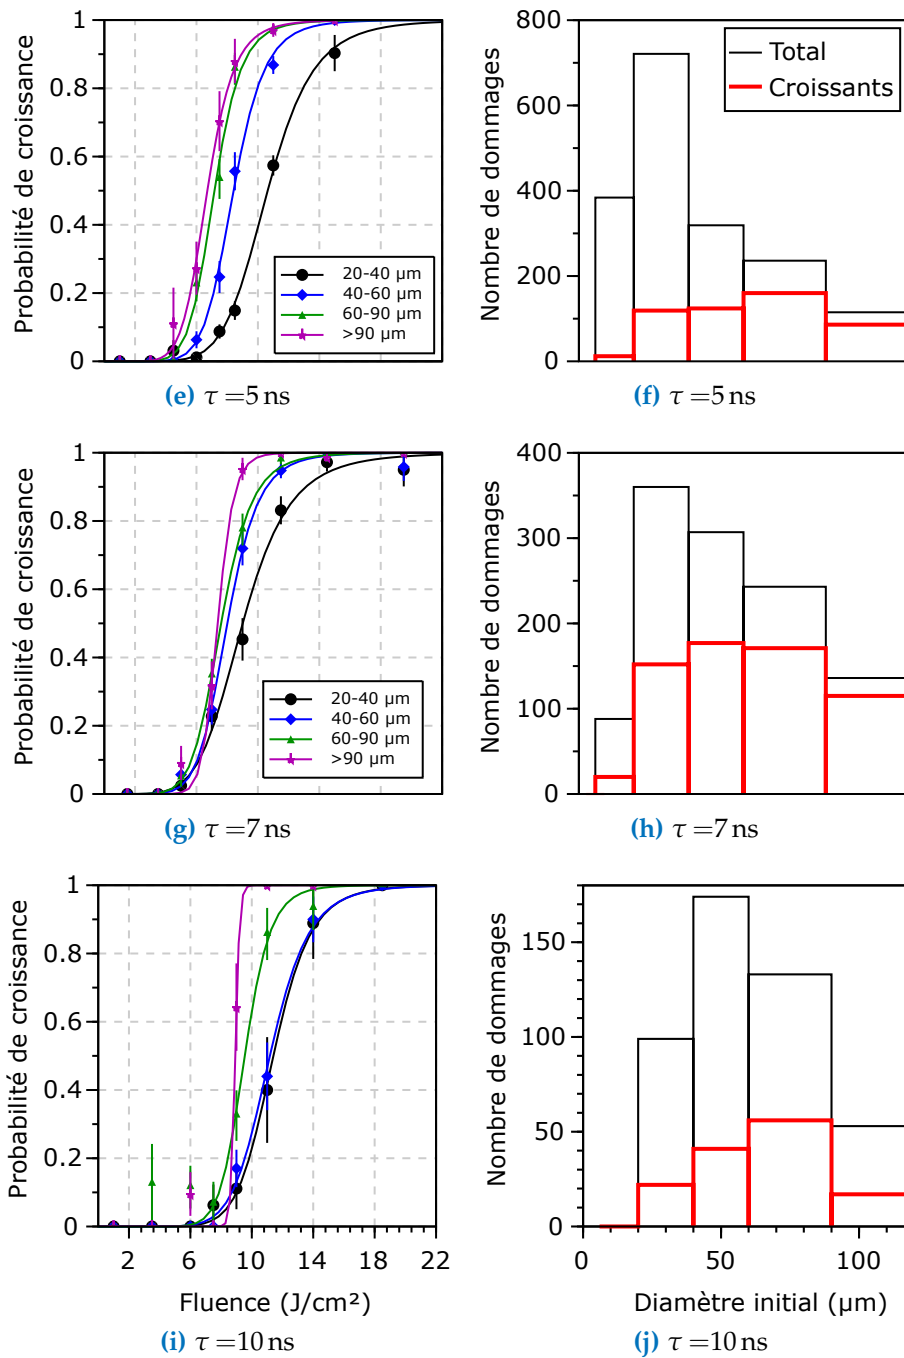 Probabilité de croissance
1
0.8
0.6
0.4
0.2
0
20-40 µm
40-60 µm
60-90 µm
>90 µm
(e) τ =5 ns
Nombre de dommages
800
600
400
200
0
Total
Croissants
(f) τ =5 ns
Probabilité de croissance
1
0.8
0.6
0.4
0.2
0
20-40 µm
40-60 µm
60-90 µm
>90 µm
(g) τ =7 ns
Nombre de dommages
400
300
200
100
0
(h) τ =7 ns
Probabilité de croissance
1
0.8
0.6
0.4
0.2
0
2 6 10 14 18 22
Fluence (J/cm²)
(i) τ =10 ns
Nombre de dommages
150
100
50
0
0 50 100
Diamètre initial (µm)
(j) τ =10 ns